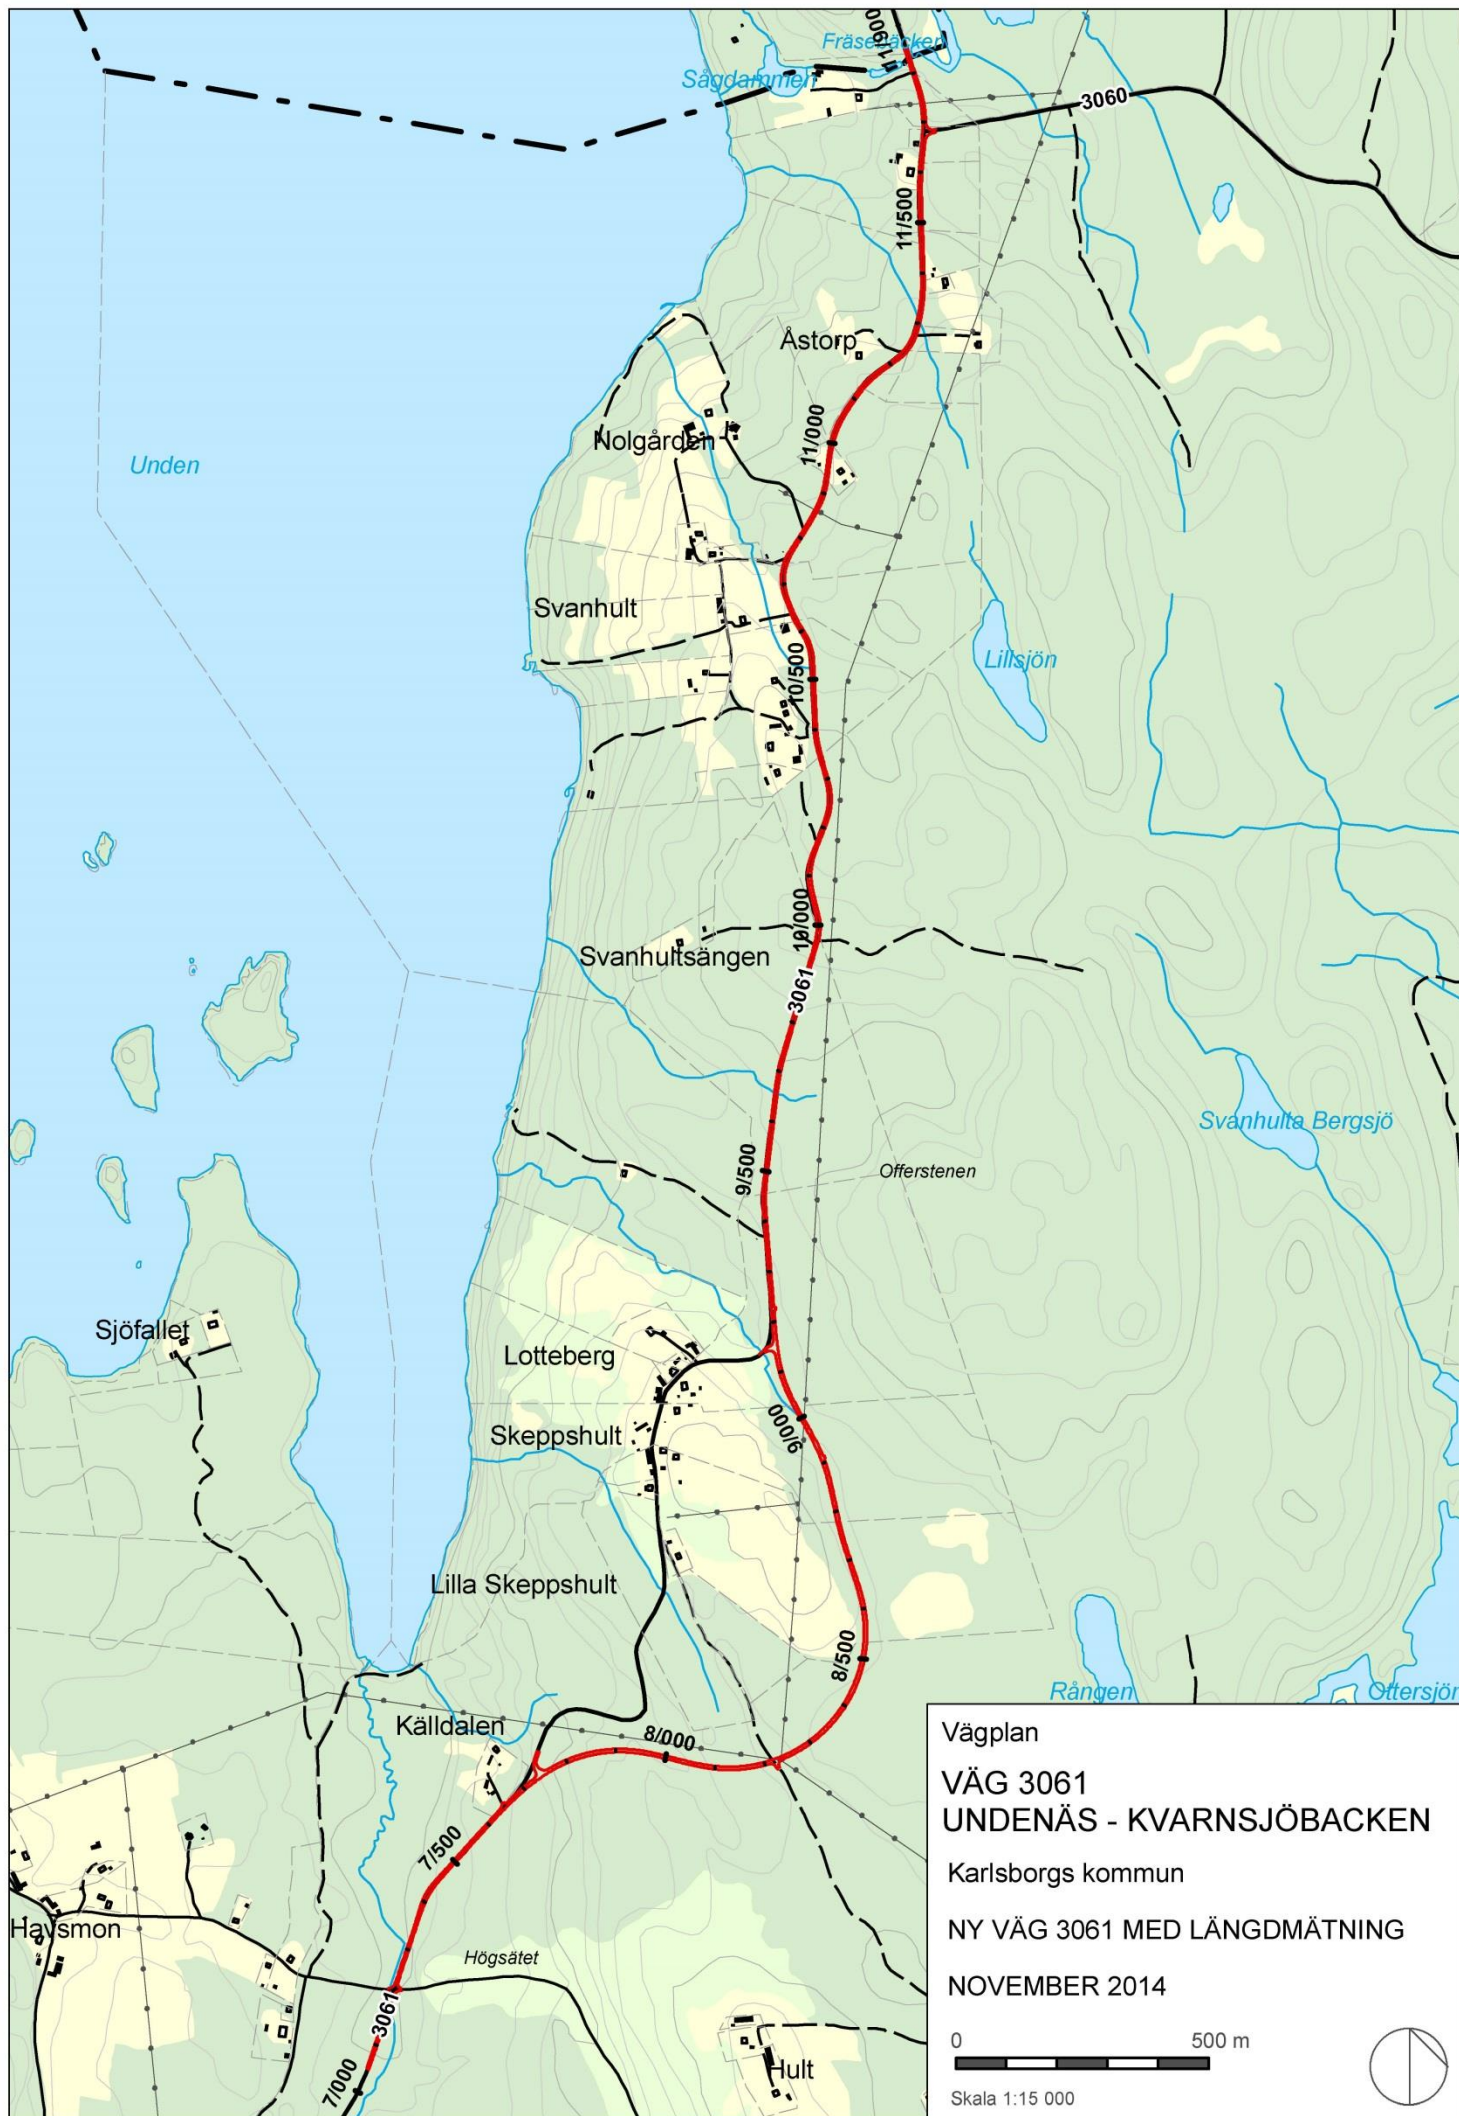 11900
Fräsebäcken
Sågdammen
3060
11/500
Åstorp
11/000
Nolgården
Unden
Svanhult
Lillsjön
10/500
10/000
Svanhultsängen
3061
Svanhulta Bergsjö
9/500
Offerstenen
Sjöfallet
Lotteberg
9/000
Skeppshult
Lilla Skeppshult
8/500
Rången
Ottersjön
Källdalen
8/000
7/500
Havsmon
Högsätet
3061
7/000
Hult
Vägplan
VÄG 3061
UNDENÄS - KVARNSJÖBACKEN
Karlsborgs kommun
NY VÄG 3061 MED LÄNGDMÄTNING
NOVEMBER 2014
0 500 m
Skala 1:15 000